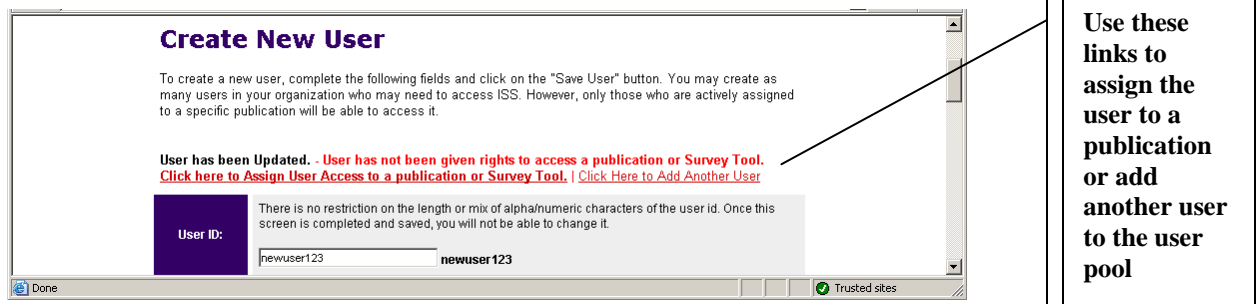 Create New User
To create a new user, complete the following fields and click on the "Save User" button. You may create as
many users in your organization who may need to access ISS. However, only those who are actively assigned
to a specific publication will be able to access it.
User has been Updated. - User has not been given rights to access a publication or Survey Tool.
Click here to Assign User Access to a publication or Survey Tool. | Click Here to Add Another User
User ID:
There is no restriction on the length or mix of alpha/numeric characters of the user id. Once this
screen is completed and saved, you will not be able to change it.
newuser123 newuser123
Done Trusted sites
Use these
links to
assign the
user to a
publication
or add
another user
to the user
pool